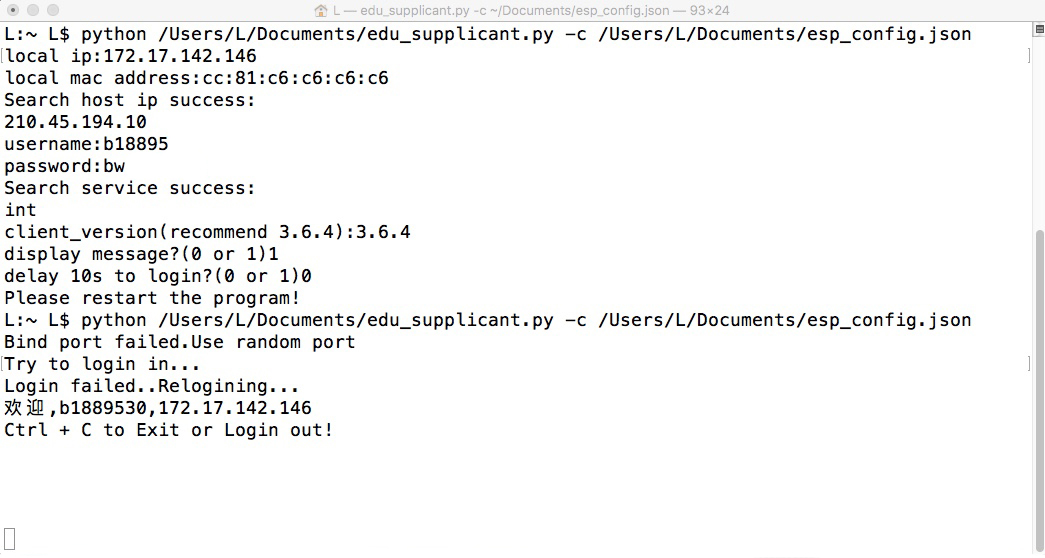 L — edu_supplicant.py -c ~/Documents/esp_config.json — 93×24
L:~ L$ python /Users/L/Documents/edu_supplicant.py -c /Users/L/Documents/esp_config.json
[local ip:172.17.142.146 ]
local mac address:cc:81:c6:c6:c6:c6
Search host ip success:
210.45.194.10
username:b18895
password:bw
Search service success:
int
client_version(recommend 3.6.4):3.6.4
display message?(0 or 1)1
delay 10s to login?(0 or 1)0
Please restart the program!
L:~ L$ python /Users/L/Documents/edu_supplicant.py -c /Users/L/Documents/esp_config.json
Bind port failed.Use random port
[Try to login in... ]
Login failed..Relogining...
欢迎,b1889530,172.17.142.146
Ctrl + C to Exit or Login out!